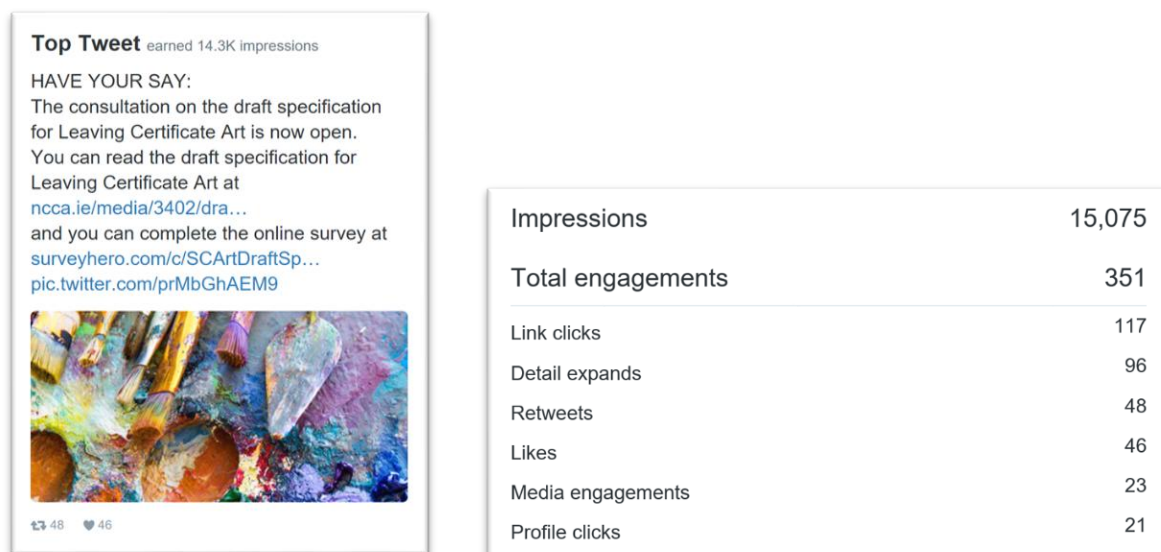 Top Tweet earned 14.3K impressions
HAVE YOUR SAY:
The consultation on the draft specification
for Leaving Certificate Art is now open.
You can read the draft specification for
Leaving Certificate Art at
ncca.ie/media/3402/dra…
and you can complete the online survey at
surveyhero.com/c/SCArtDraftSp…
pic.twitter.com/prMbGhAEM9
48 46
Impressions 15,075
Total engagements 351
Link clicks 117
Detail expands 96
Retweets 48
Likes 46
Media engagements 23
Profile clicks 21